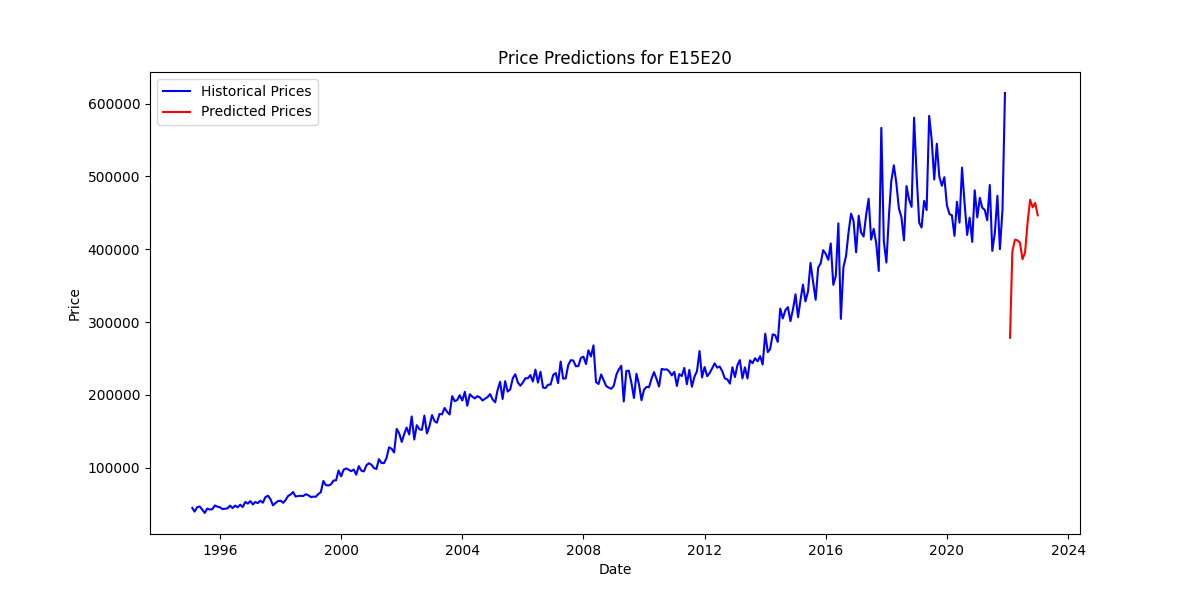 Price Predictions for E15E20
Historical Prices
Predicted Prices
600000
500000
400000
300000
200000
100000
Price
1996 2000 2004 2008 2012 2016 2020 2024
Date